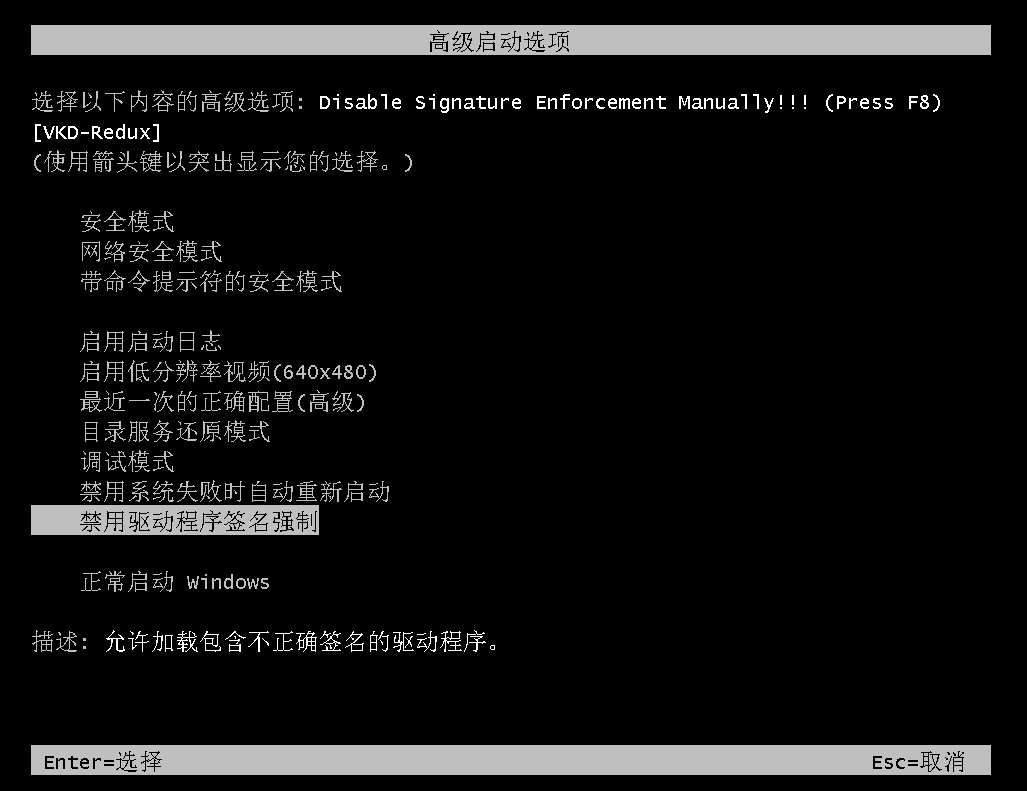 高级启动选项
选择以下内容的高级选项: Disable Signature Enforcement Manually!!! (Press F8)
[VKD-Redux]
(使用箭头键以突出显示您的选择。)
安全模式
网络安全模式
带命令提示符的安全模式
启用启动日志
启用低分辨率视频(640x480)
最近一次的正确配置(高级)
目录服务还原模式
调试模式
禁用系统失败时自动重新启动
禁用驱动程序签名强制
正常启动 Windows
描述: 允许加载包含不正确签名的驱动程序。
Enter=选择 Esc=取消